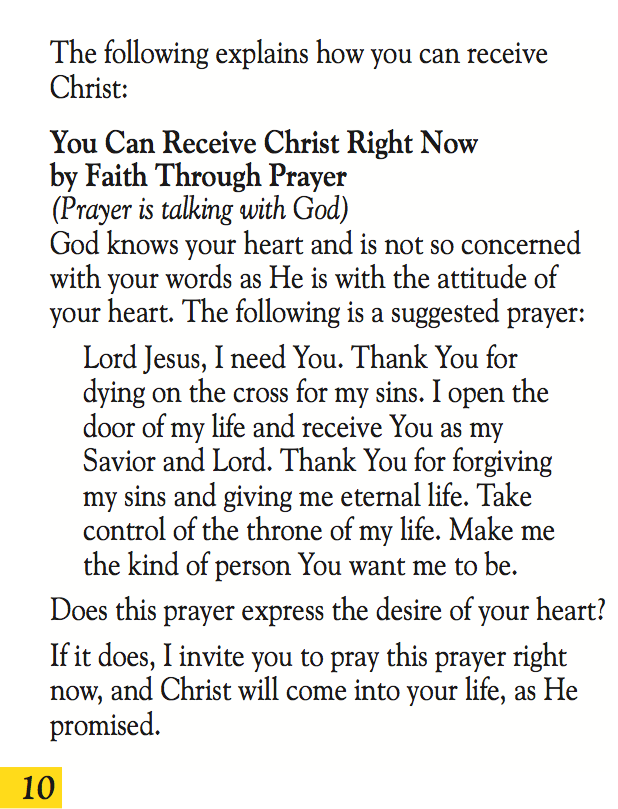 The following explains how you can receive
Christ:
You Can Receive Christ Right Now
by Faith Through Prayer
(Prayer is talking with God)
God knows your heart and is not so concerned
with your words as He is with the attitude of
your heart. The following is a suggested prayer:
Lord Jesus, I need You. Thank You for
dying on the cross for my sins. I open the
door of my life and receive You as my
Savior and Lord. Thank You for forgiving
my sins and giving me eternal life. Take
control of the throne of my life. Make me
the kind of person You want me to be.
Does this prayer express the desire of your heart?
If it does, I invite you to pray this prayer right
now, and Christ will come into your life, as He
promised.
10